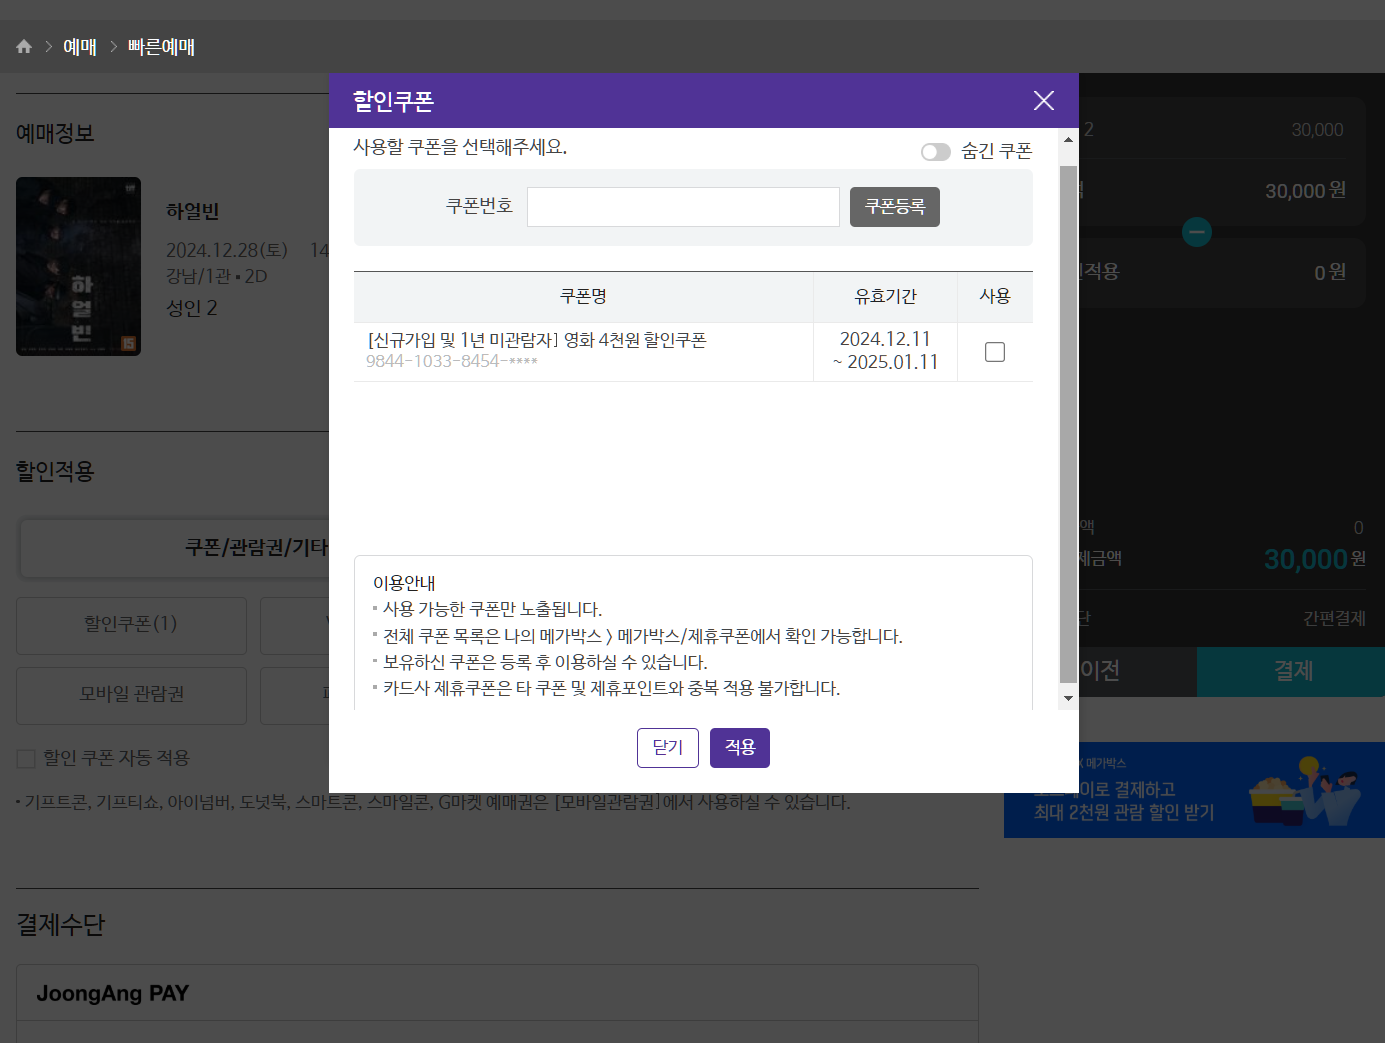 예매
빠른예매
할인쿠폰
예매정보
하얼빈
2024.12.28(토) 14
강남/1관 • 2D
성인 2
하얼빈
15
할인적용
쿠폰/관람권/기타
할인쿠폰(1)
모바일 관람권
할인 쿠폰 자동 적용
• 기프트콘, 기프티쇼, 아이넘버, 도넛북, 스마트콘, 스마일콘, G마켓 예매권은 [모바일관람권]에서 사용하실 수 있습니다.
결제수단
JoongAng PAY
사용할 쿠폰을 선택해주세요.
숨긴 쿠폰
쿠폰번호
쿠폰등록
쿠폰명 유효기간 사용
[신규가입 및 1년 미관람자] 영화 4천원 할인쿠폰
9844-1033-8454-****
2024.12.11
~ 2025.01.11
이용안내
▪ 사용 가능한 쿠폰만 노출됩니다.
▪ 전체 쿠폰 목록은 나의 메가박스 > 메가박스/제휴쿠폰에서 확인 가능합니다.
▪ 보유하신 쿠폰은 등록 후 이용하실 수 있습니다.
▪ 카드사 제휴쿠폰은 타 쿠폰 및 제휴포인트와 중복 적용 불가합니다.
닫기
적용
2 30,000
30,000 원
적용 0 원
액 0
제금액 30,000 원
단 간편결제
이전
결제
X 메가박스
이로 결제하고
최대 2천원 관람 할인 받기